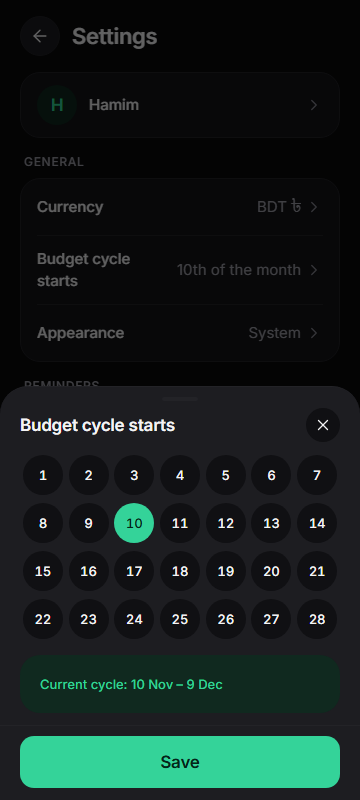 Settings
H
Hamim
GENERAL
Currency
BDT ৳
Budget cycle
starts
10th of the month
Appearance
System
REMINDERS
Budget cycle starts
1 2 3 4 5 6 7
8 9 10 11 12 13 14
15 16 17 18 19 20 21
22 23 24 25 26 27 28
Current cycle: 10 Nov – 9 Dec
Save